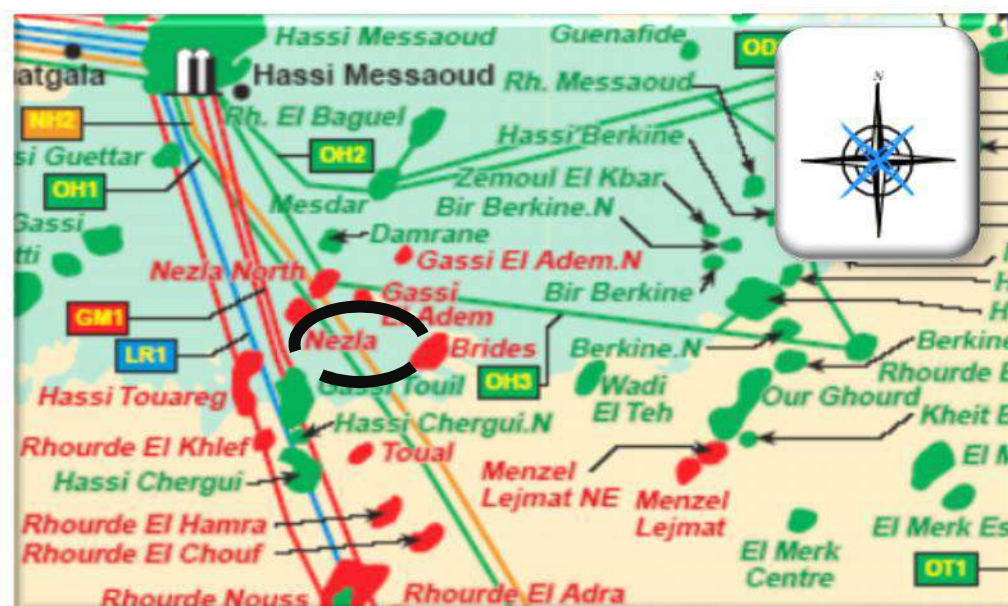 Hassi Messaoud
Guenafide
OD
N
atgala
Hassi Messaoud
Rh. Messaoud
NH2
Rh. El Baguel
Hassi Berkine
si Guettar
OH2
OH1
Zemoul El Kbar
Mesdar
Bir Berkine.N
Gassi
tti
Damrane
Nezla North
Gassi El Adem.N
Gassi
El Adem
Bir Berkine
H
GM1
H
Nezla
LR1
Brides
Berkine.N
Berkine
Hassi Touareg
Gassi Touil
OH3
Wadi
El Teh
Rhourde E
Our Ghourd
Hassi Chergui.N
Kheit E
Rhourde El Khlef
Toual
El M
Hassi Chergui
Menzel
Lejmat NE
Menzel
Lejmat
Rhourde El Hamra
El Merk Es
Rhourde El Chouf
El Merk
Centre
OT1
Rhourde Nouss
Rhourde El Adra